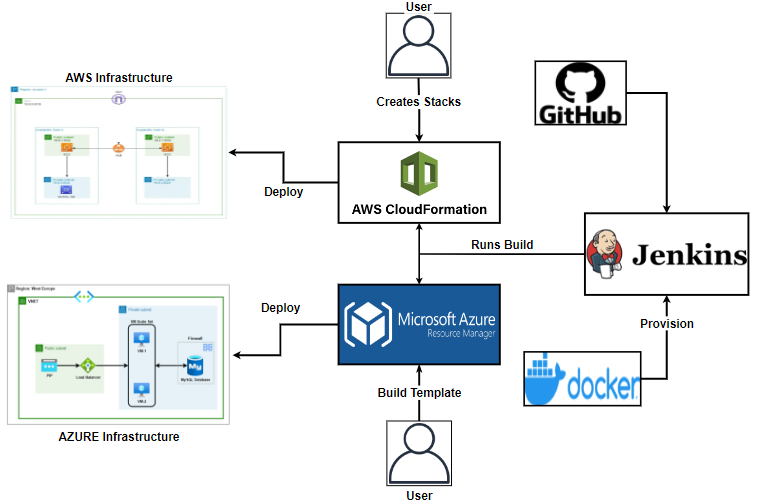 User
AWS Infrastructure
Creates Stacks
GitHub
AWS CloudFormation
Deploy
Runs Build
Jenkins
Region: West Europe
VNET
Deploy
Microsoft Azure
Resource Manager
Provision
Private subnet
VM Scale Set
VM-1
Firewall
Public subnet
PIP
Load Balancer
MySQL Database
VM-2
docker
Build Template
AZURE Infrastructure
User